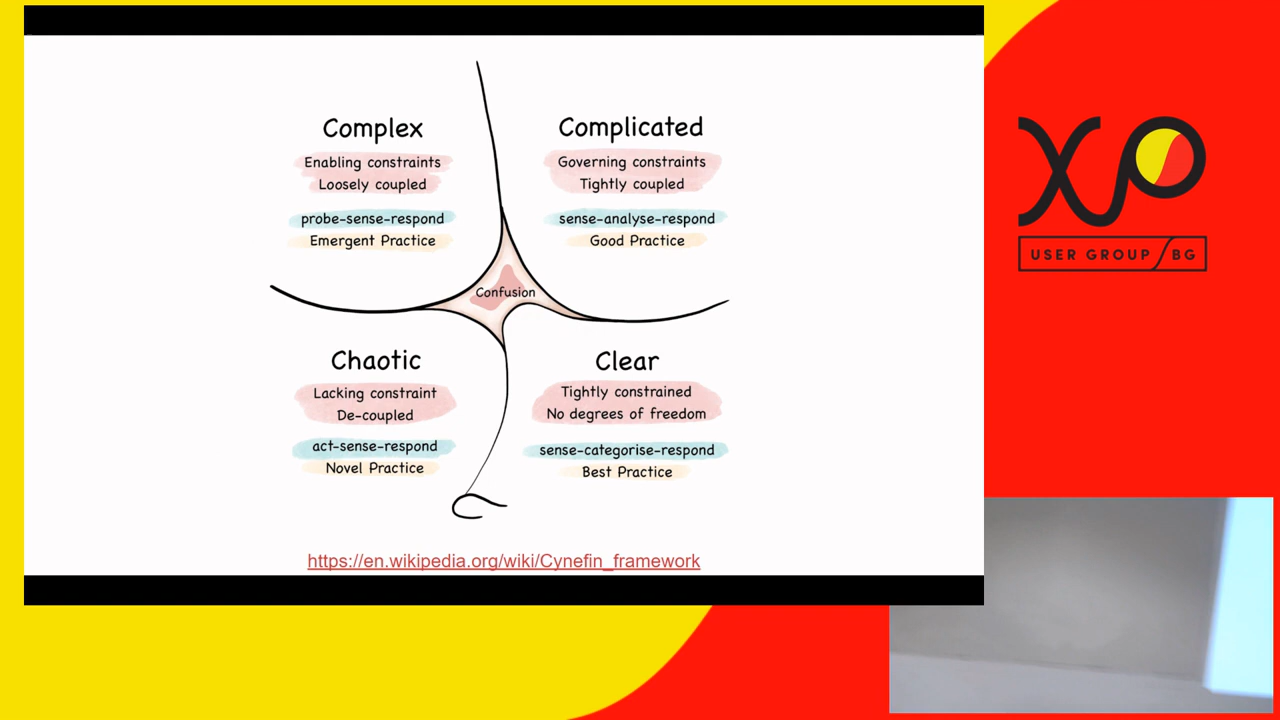 Complex
Enabling constraints
Loosely coupled
probe-sense-respond
Emergent Practice
Complicated
Governing constraints
Tightly coupled
sense-analyse-respond
Good Practice
Confusion
Chaotic
Lacking constraint
De-coupled
act-sense-respond
Novel Practice
Clear
Tightly constrained
No degrees of freedom
sense-categorise-respond
Best Practice
https://en.wikipedia.org/wiki/Cynefin_framework
XP
USER GROUP BG